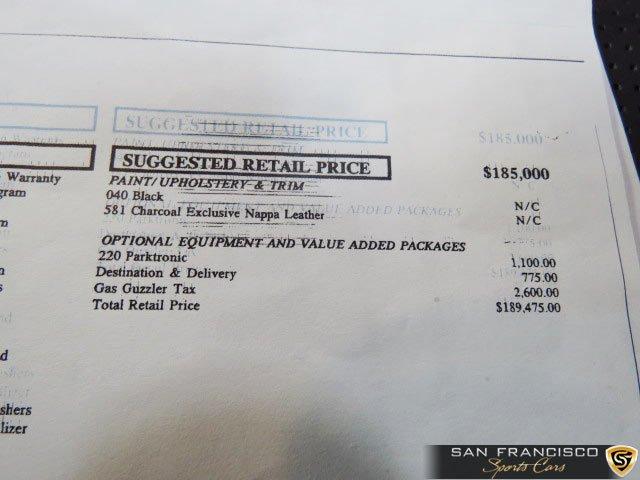 SUGGESTED RETAIL PRICE $185,000
SUGGESTED RETAIL PRICE $185,000
PAINT/UPHOLSTERY & TRIM
040 Black N/C
581 Charcoal Exclusive Nappa Leather N/C
OPTIONAL EQUIPMENT AND VALUE ADDED PACKAGES
220 Parktronic 1,100.00
Destination & Delivery 775.00
Gas Guzzler Tax 2,600.00
Total Retail Price $189,475.00
Warranty
gram
m
n
s
d
shers
lizer
SAN FRANCISCO
Sports Cars